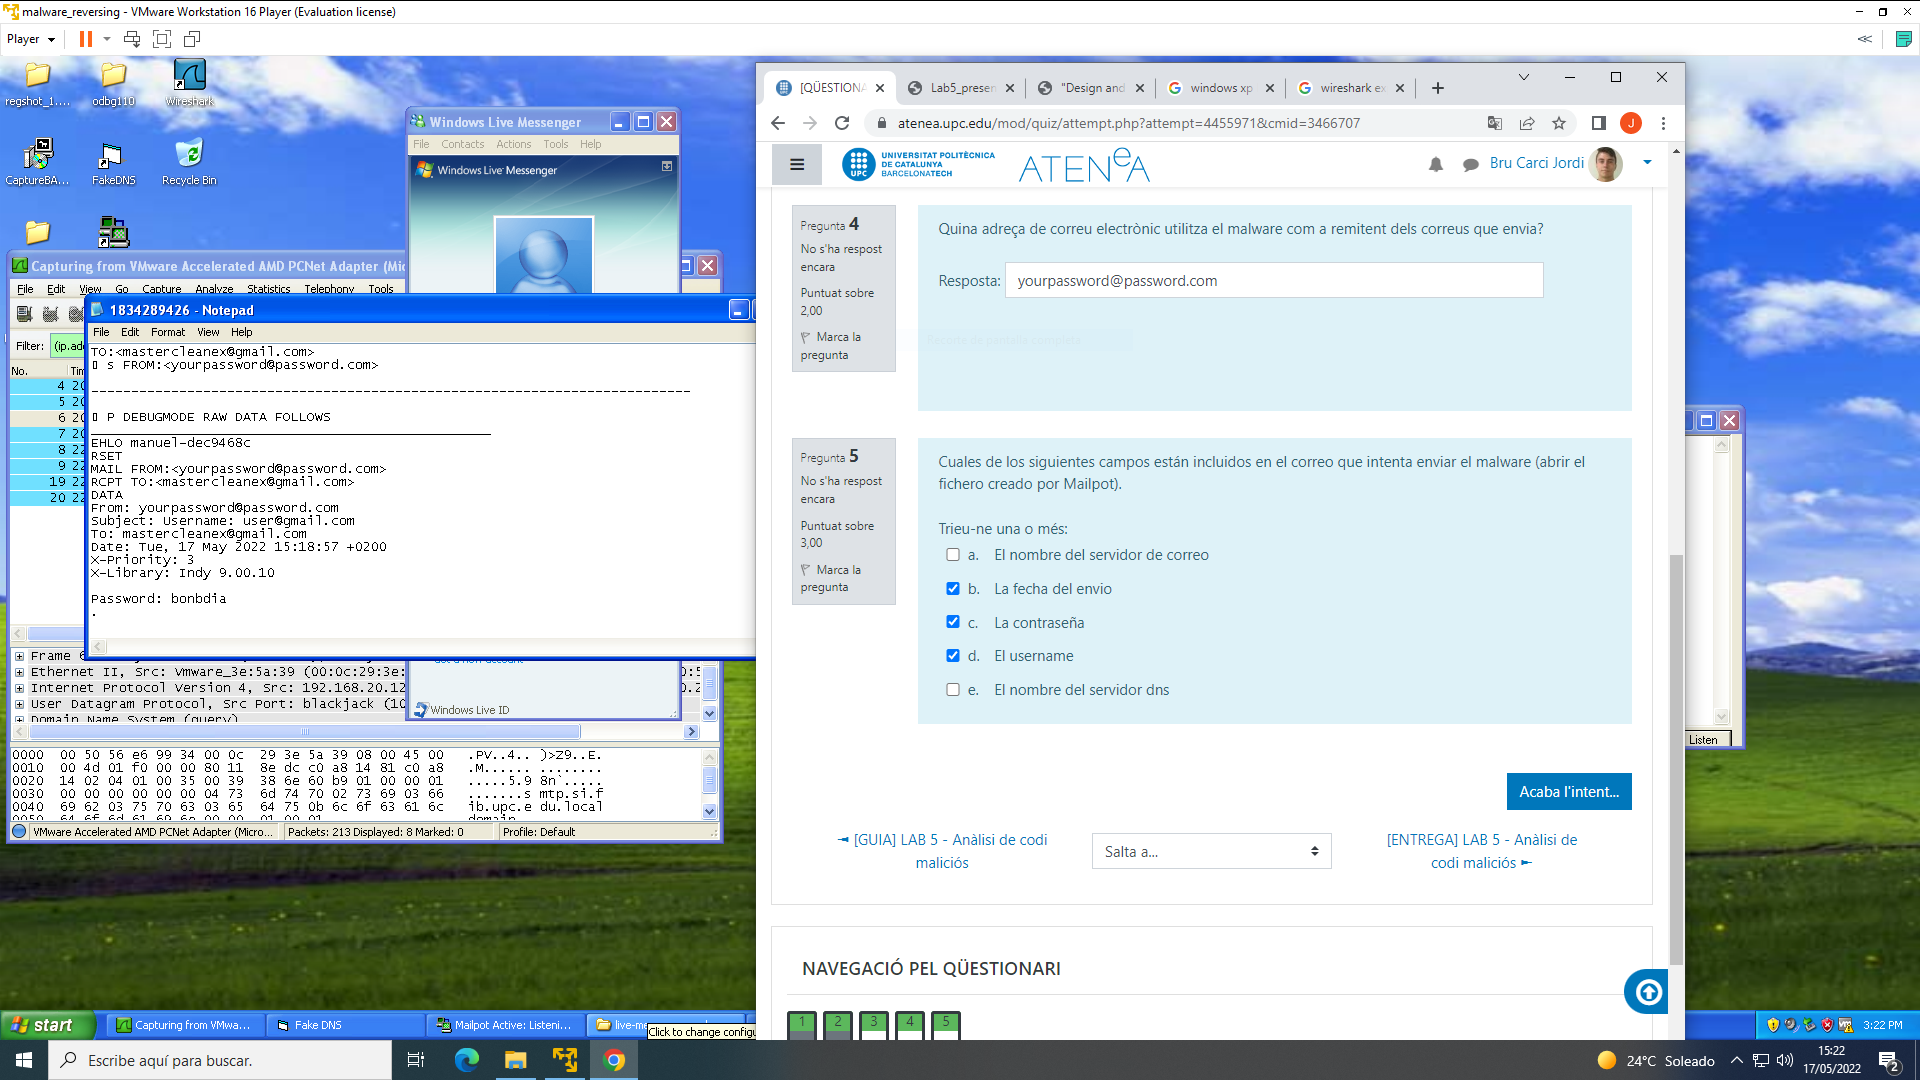 malware_reversing - VMware Workstation 16 Player (Evaluation license)
Player
regshot_1....
odbg110
Wireshark
CaptureBA...
FakeDNS
Recycle Bin
Windows Live Messenger
File Contacts Actions Tools Help
Windows Live Messenger
Capturing from VMware Accelerated AMD PCNet Adapter (Mic
File Edit View Go Capture Analyze Statistics Telephony Tools
Filter: (ip.add
No. Tim
4 20
5 20
6 20
7 20
8 22
9 22
19 22
20 22
1834289426 - Notepad
File Edit Format View Help
TO:<mastercleanex@gmail.com>
▯ s FROM:<yourpassword@password.com>
▯ P DEBUGMODE RAW DATA FOLLOWS
EHLO manuel-dec9468c
RSET
MAIL FROM:<yourpassword@password.com>
RCPT TO:<mastercleanex@gmail.com>
DATA
From: yourpassword@password.com
Subject: Username: user@gmail.com
To: mastercleanex@gmail.com
Date: Tue, 17 May 2022 15:18:57 +0200
X-Priority: 3
X-Library: Indy 9.00.10
Password: bonbdia
.
Windows Live ID
Frame 6
Ethernet II, Src: Vmware_3e:5a:39 (00:0c:29:3e:
Internet Protocol Version 4, Src: 192.168.20.12
User Datagram Protocol, Src Port: blackjack (10
Domain Name System (query)
0000 00 50 56 e6 99 34 00 0c 29 3e 5a 39 08 00 45 00 .PV..4.. )>Z9..E.
0010 00 4d 01 f0 00 00 80 11 8e dc c0 a8 14 81 c0 a8 .M...... ........
0020 14 02 04 01 00 35 00 39 38 6e 60 b9 01 00 00 01 .....5.9 8n`.....
0030 00 00 00 00 00 00 04 73 6d 74 70 02 73 69 03 66 .......s mtp.si.f
0040 69 62 03 75 70 63 03 65 64 75 0b 6c 6f 63 61 6c ib.upc.e du.local
VMware Accelerated AMD PCNet Adapter (Micro...
Packets: 213 Displayed: 8 Marked: 0
Profile: Default
Listen
[QÜESTIONA
Lab5_presen
"Design and
windows xp
wireshark ex
atenea.upc.edu/mod/quiz/attempt.php?attempt=4455971&cmid=3466707
J
UPC
UNIVERSITAT POLITÈCNICA
DE CATALUNYA
BARCELONATECH
ATENEA
Bru Carci Jordi
Pregunta 4
No s'ha respost
encara
Puntuat sobre
2,00
Marca la
pregunta
Quina adreça de correu electrònic utilitza el malware com a remitent dels correus que envia?
Resposta: yourpassword@password.com
Pregunta 5
No s'ha respost
encara
Puntuat sobre
3,00
Marca la
pregunta
Cuales de los siguientes campos están incluidos en el correo que intenta enviar el malware (abrir el
fichero creado por Mailpot).
Trieu-ne una o més:
a. El nombre del servidor de correo
b. La fecha del envio
c. La contraseña
d. El username
e. El nombre del servidor dns
Acaba l'intent...
◄ [GUIA] LAB 5 - Anàlisi de codi
maliciós
Salta a...
[ENTREGA] LAB 5 - Anàlisi de
codi maliciós ►
NAVEGACIÓ PEL QÜESTIONARI
1 2 3 4 5
start
Capturing from VMwa...
Fake DNS
Mailpot Active: Listeni...
live-me
Click to change configu
3:22 PM
Escribe aquí para buscar.
24°C Soleado
15:22
17/05/2022
2